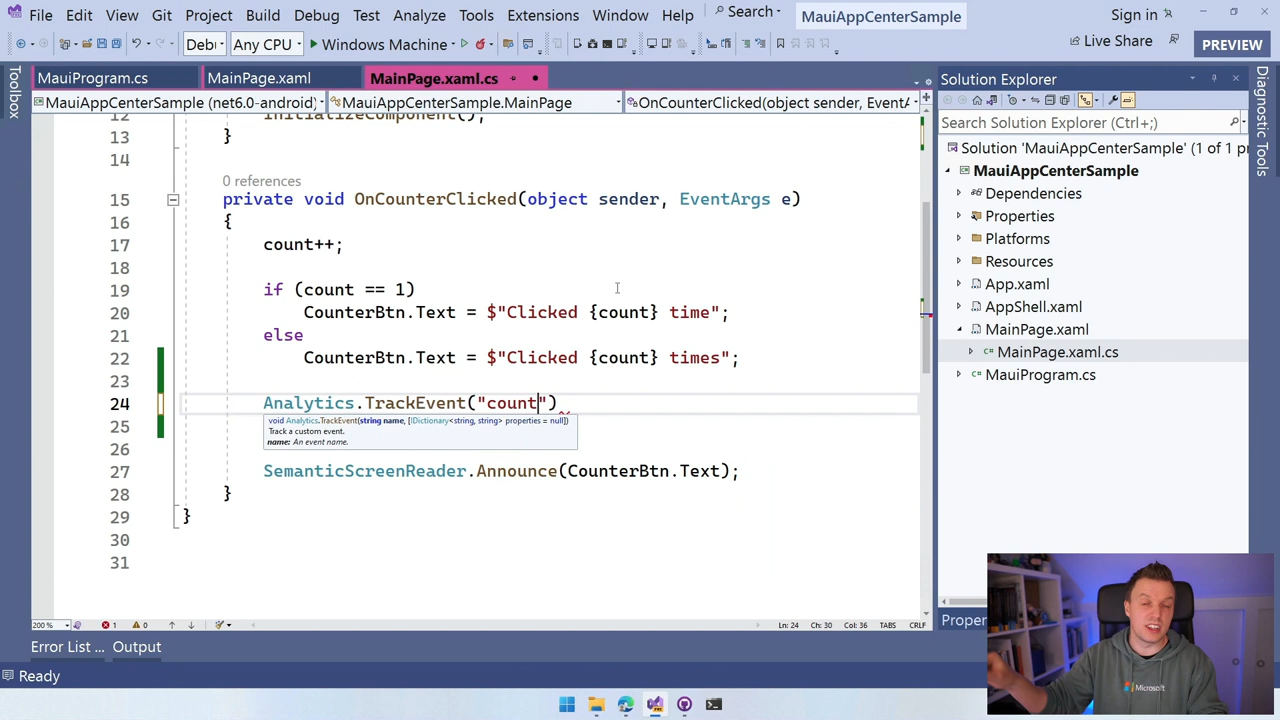 File Edit View Git Project Build Debug Test Analyze Tools Extensions Window Help Search MauiAppCenterSample Sign in
Any CPU Windows Machine Live Share PREVIEW
MauiProgram.cs MainPage.xaml MainPage.xaml.cs
MauiAppCenterSample (net6.0-android) MauiAppCenterSample.MainPage OnCounterClicked(object sender, EventA
Toolbox
12 InitializeComponent();
13 }
14
0 references
15 private void OnCounterClicked(object sender, EventArgs e)
16 {
17 count++;
18
19 if (count == 1)
20 CounterBtn.Text = $"Clicked {count} time";
21 else
22 CounterBtn.Text = $"Clicked {count} times";
23
24 Analytics.TrackEvent("count")
void Analytics.TrackEvent(string name, [IDictionary<string, string> properties = null])
Track a custom event.
name: An event name.
25
26
27 SemanticScreenReader.Announce(CounterBtn.Text);
28 }
29 }
30
31
200 % 1 0 Ln: 24 Ch: 30 Col: 36 TABS CRLF
Error List ... Output
Ready
Solution Explorer
Search Solution Explorer (Ctrl+;)
Solution 'MauiAppCenterSample' (1 of 1 pr
MauiAppCenterSample
Dependencies
Properties
Platforms
Resources
App.xaml
AppShell.xaml
MainPage.xaml
MainPage.xaml.cs
MauiProgram.cs
Diagnostic Tools
Microsoft